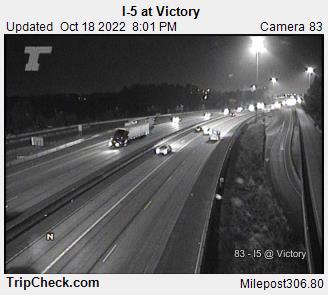 I-5 at Victory
Updated Oct 18 2022 8:01 PM
Camera 83
T
N
83 - I5 @ Victory
TripCheck.com
Milepost306.80